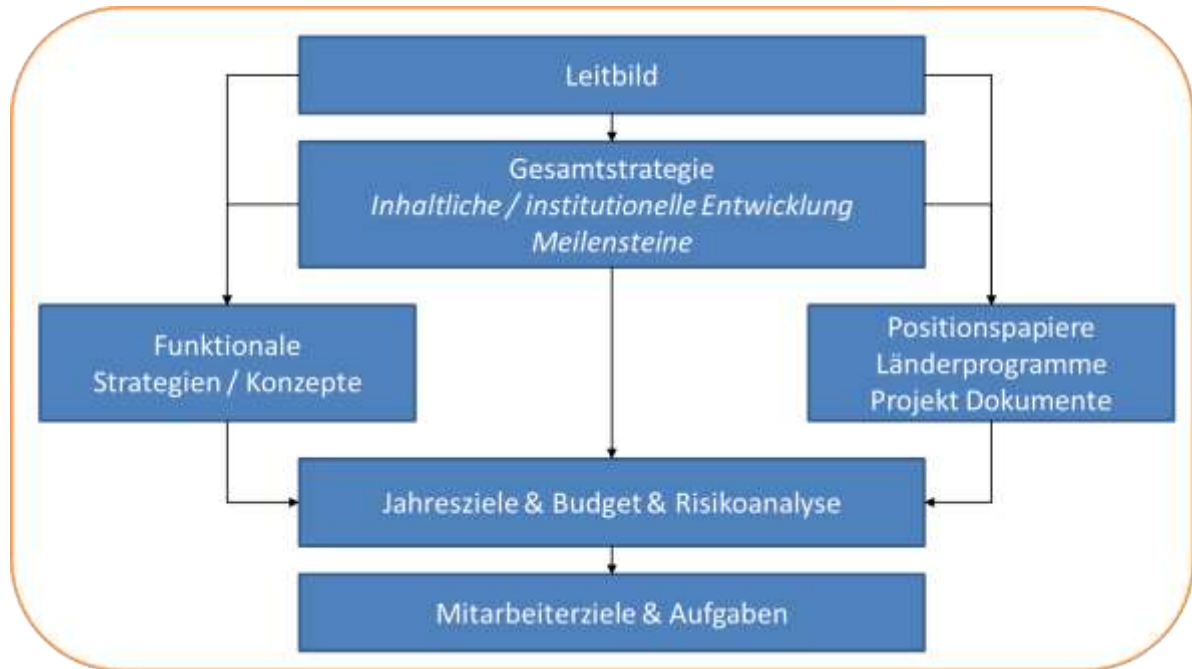 Leitbild
Gesamtstrategie
Inhaltliche / institutionelle Entwicklung
Meilensteine
Funktionale
Strategien / Konzepte
Positionspapiere
Länderprogramme
Projekt Dokumente
Jahresziele & Budget & Risikoanalyse
Mitarbeiterziele & Aufgaben